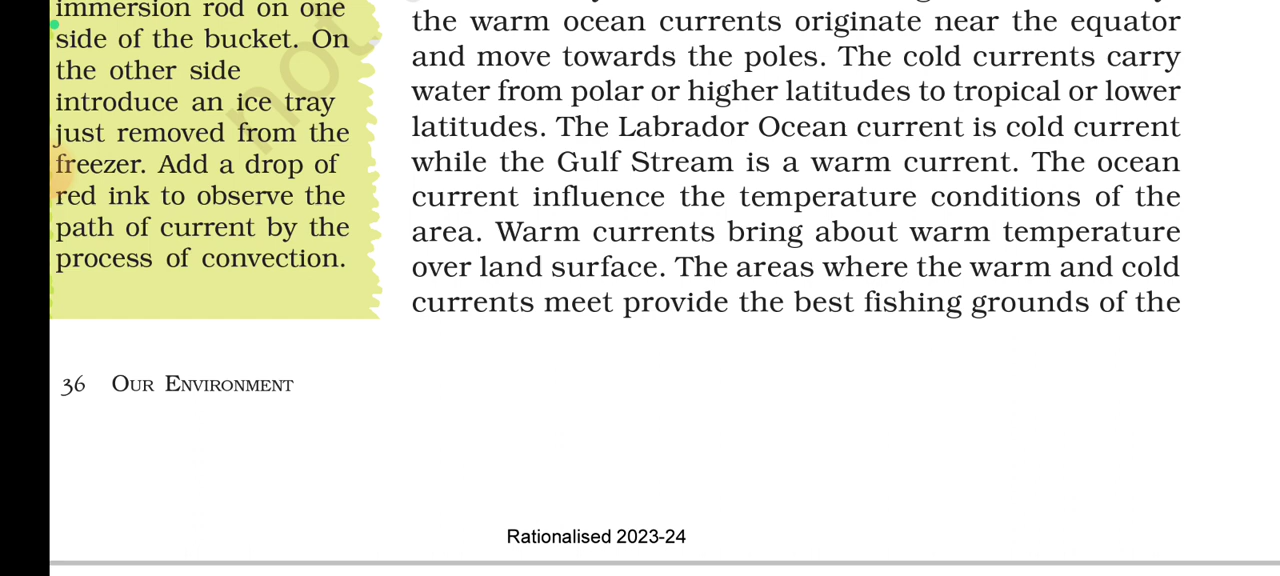 immersion rod on one
side of the bucket. On
the other side
introduce an ice tray
just removed from the
freezer. Add a drop of
red ink to observe the
path of current by the
process of convection.
the warm ocean currents originate near the equator
and move towards the poles. The cold currents carry
water from polar or higher latitudes to tropical or lower
latitudes. The Labrador Ocean current is cold current
while the Gulf Stream is a warm current. The ocean
current influence the temperature conditions of the
area. Warm currents bring about warm temperature
over land surface. The areas where the warm and cold
currents meet provide the best fishing grounds of the
36 OUR ENVIRONMENT
Rationalised 2023-24
not